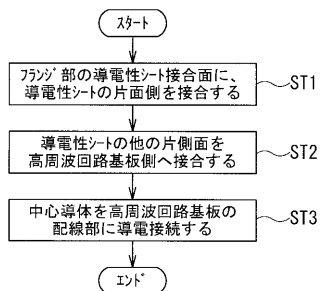 スタート
フランジ部の導電性シート接合面に、
導電性シートの片面側を接合する
ST1
導電性シートの他の片側面を
高周波回路基板側へ接合する
ST2
中心導体を高周波回路基板の
配線部に導電接続する
ST3
エンド